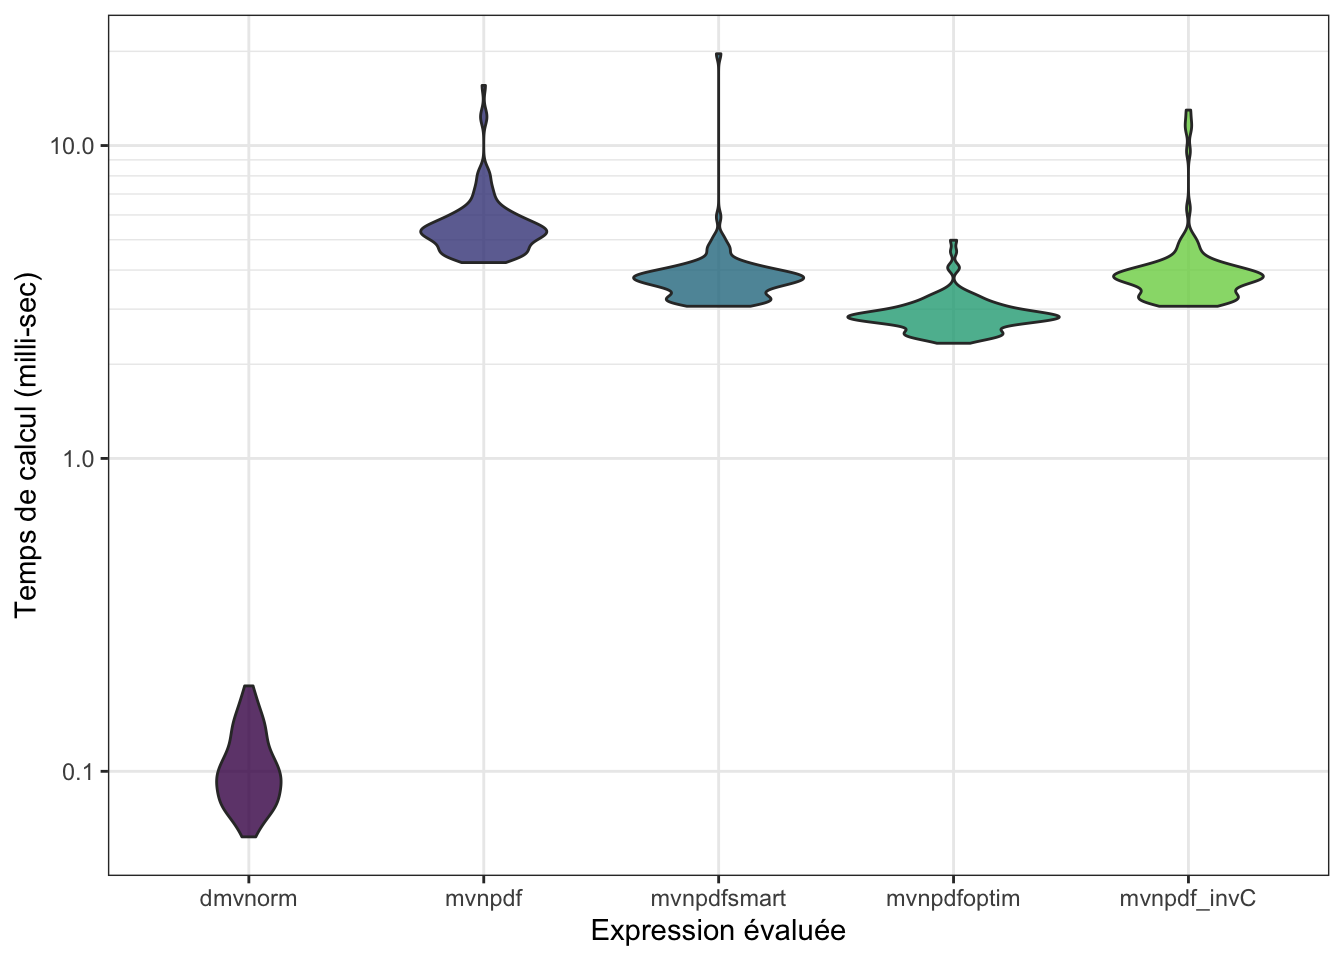 Temps de calcul (milli-sec)
10.0
1.0
0.1
dmvnorm
mvnpdf
mvnpdfsmart
mvnpdfoptim
mvnpdf_invC
Expression évaluée